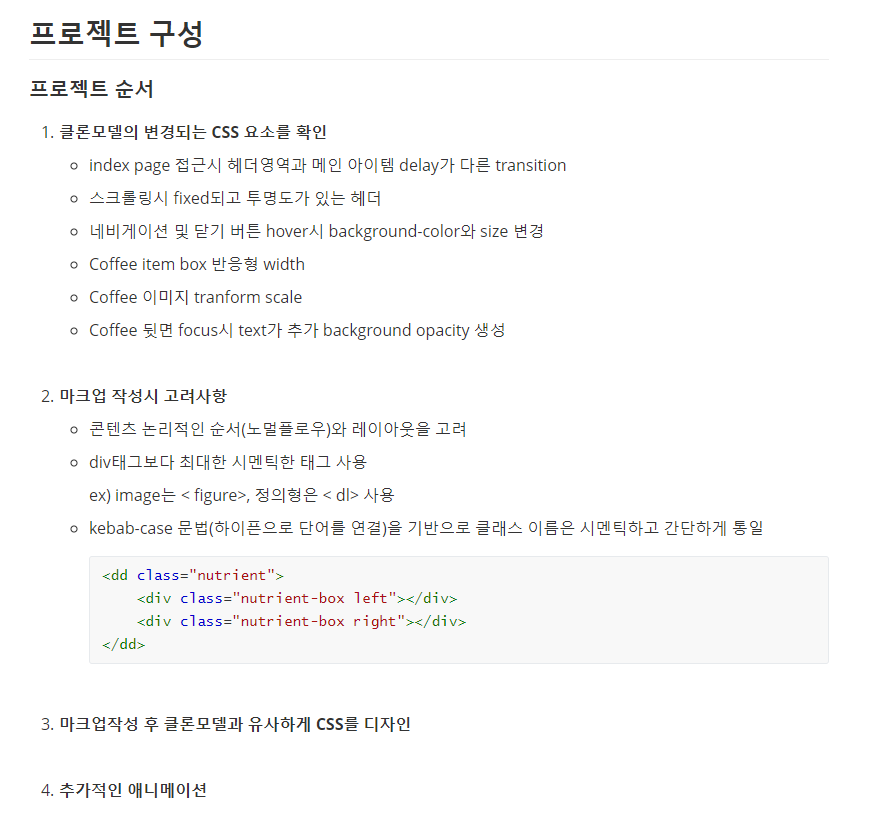 프로젝트 구성
프로젝트 순서
1. 클론모델의 변경되는 CSS 요소를 확인
index page 접근시 헤더영역과 메인 아이템 delay가 다른 transition
스크롤링시 fixed되고 투명도가 있는 헤더
네비게이션 및 닫기 버튼 hover시 background-color와 size 변경
Coffee item box 반응형 width
Coffee 이미지 tranform scale
Coffee 뒷면 focus시 text가 추가 background opacity 생성
2. 마크업 작성시 고려사항
콘텐츠 논리적인 순서(노멀플로우)와 레이아웃을 고려
div태그보다 최대한 시멘틱한 태그 사용
ex) image는 < figure>, 정의형은 < dl> 사용
kebab-case 문법(하이픈으로 단어를 연결)을 기반으로 클래스 이름은 시멘틱하고 간단하게 통일
<dd class="nutrient">
    <div class="nutrient-box left"></div>
    <div class="nutrient-box right"></div>
</dd>
3. 마크업작성 후 클론모델과 유사하게 CSS를 디자인
4. 추가적인 애니메이션